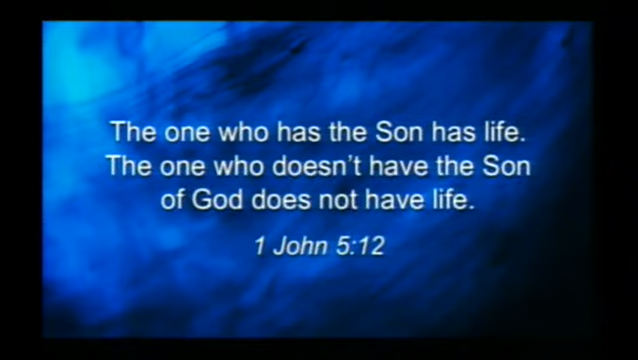 The one who has the Son has life.
The one who doesn't have the Son
of God does not have life.
1 John 5:12